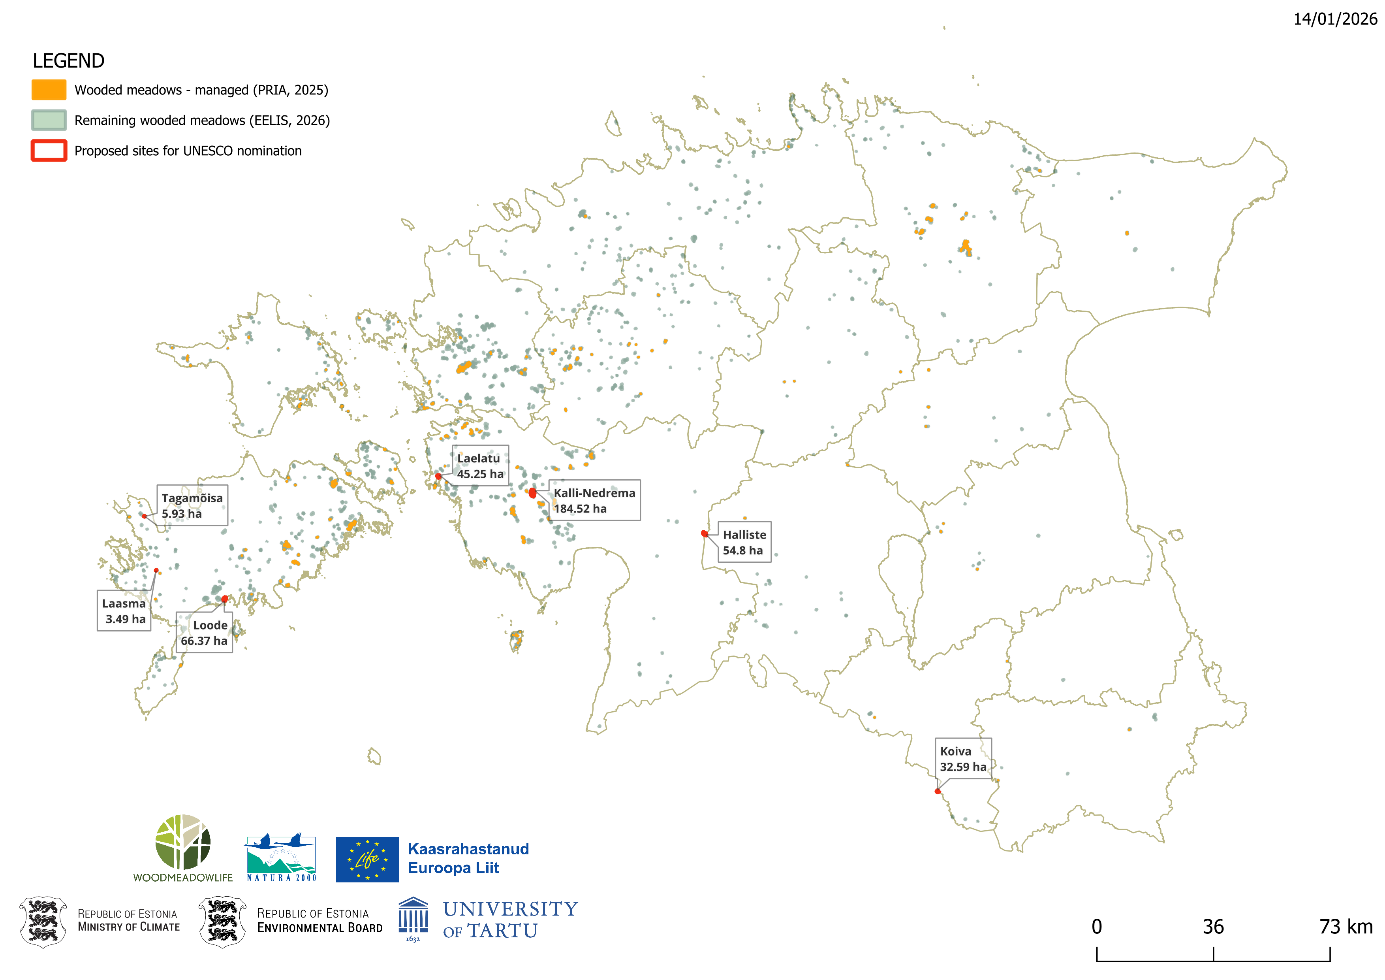 14/01/2026
LEGEND
Wooded meadows - managed (PRIA, 2025)
Remaining wooded meadows (EELIS, 2026)
Proposed sites for UNESCO nomination
Laelatu
45.25 ha
Kalli-Nedrema
184.52 ha
Tagamõisa
5.93 ha
Halliste
54.8 ha
Laasma
3.49 ha
Loode
66.37 ha
Koiva
32.59 ha
WOODMEADOWLIFE
NATURA 2000
Life
Kaasrahastanud
Euroopa Liit
REPUBLIC OF ESTONIA
MINISTRY OF CLIMATE
REPUBLIC OF ESTONIA
ENVIRONMENTAL BOARD
1632
UNIVERSITY
OF TARTU
0 36 73 km